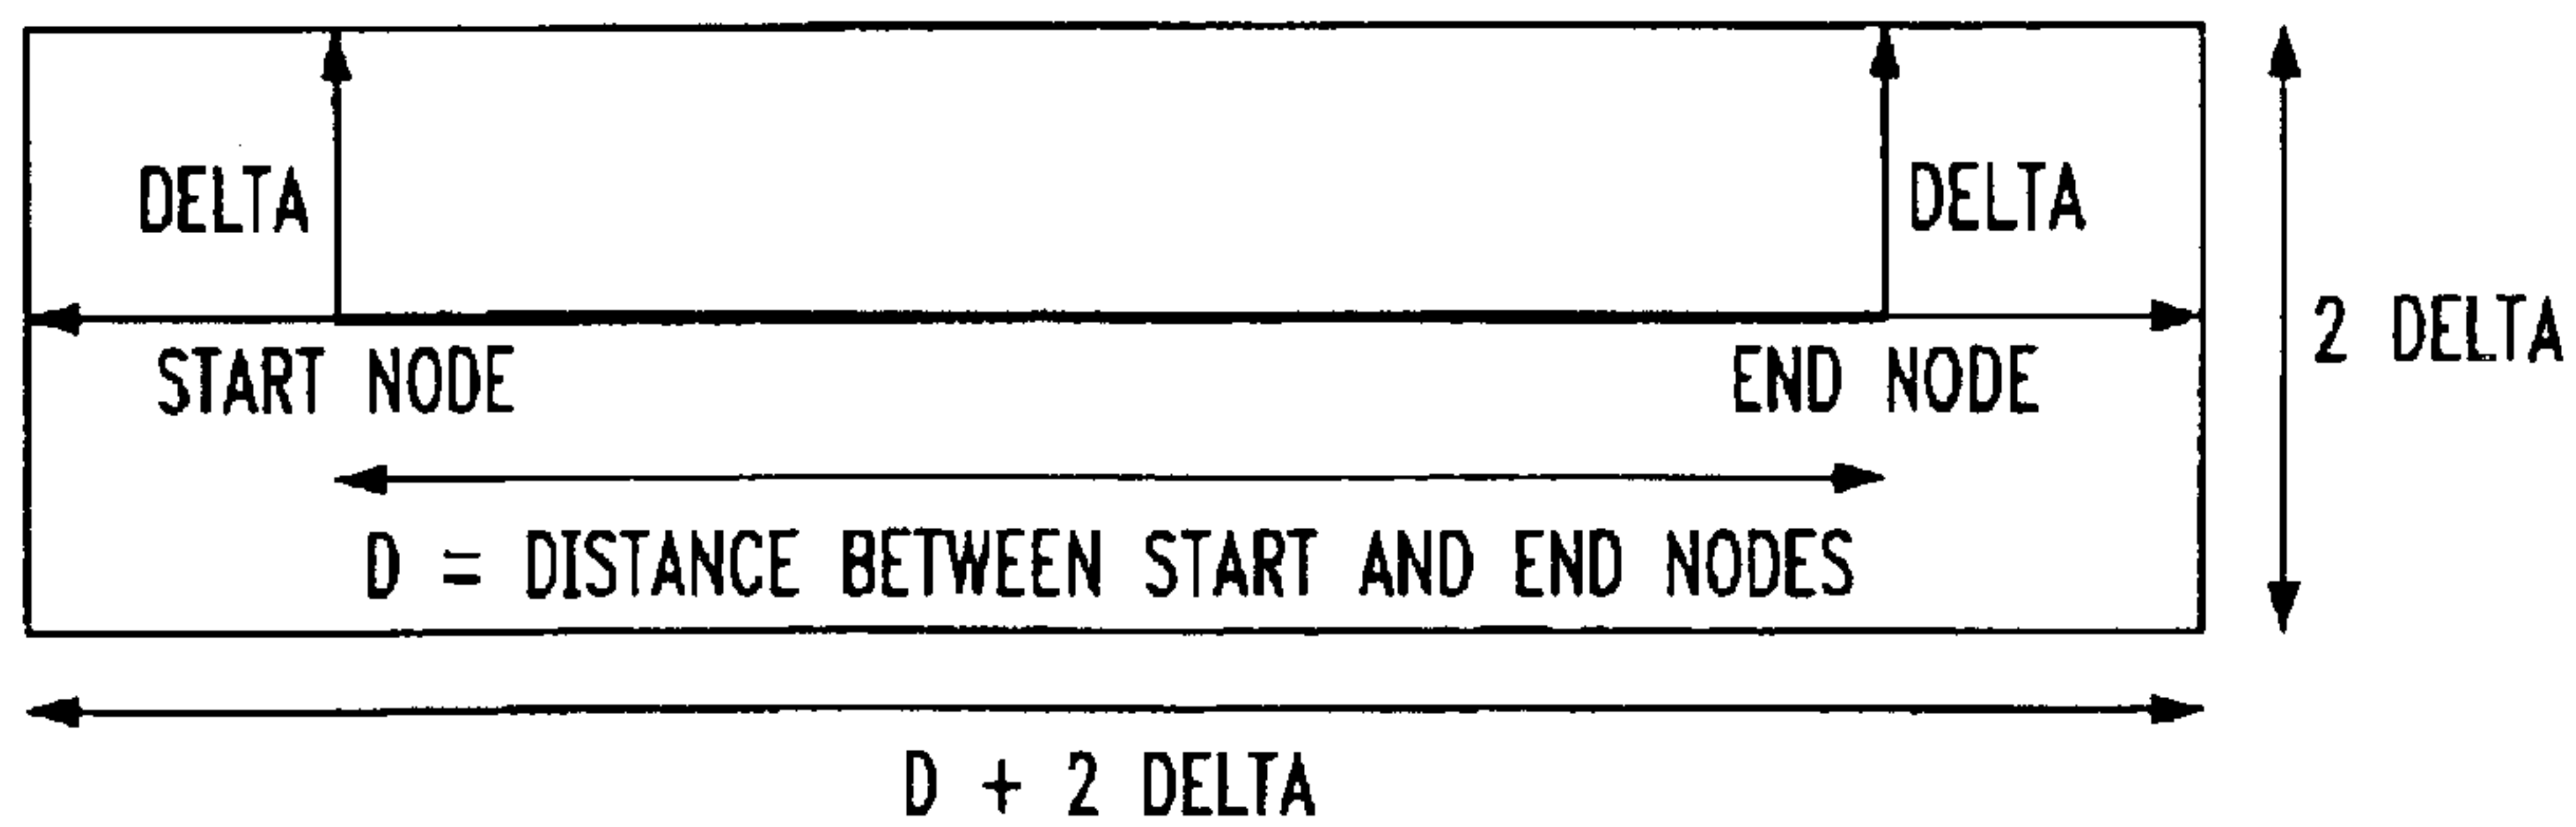 DELTA
DELTA
2 DELTA
START NODE
END NODE
D = DISTANCE BETWEEN START AND END NODES
D + 2 DELTA